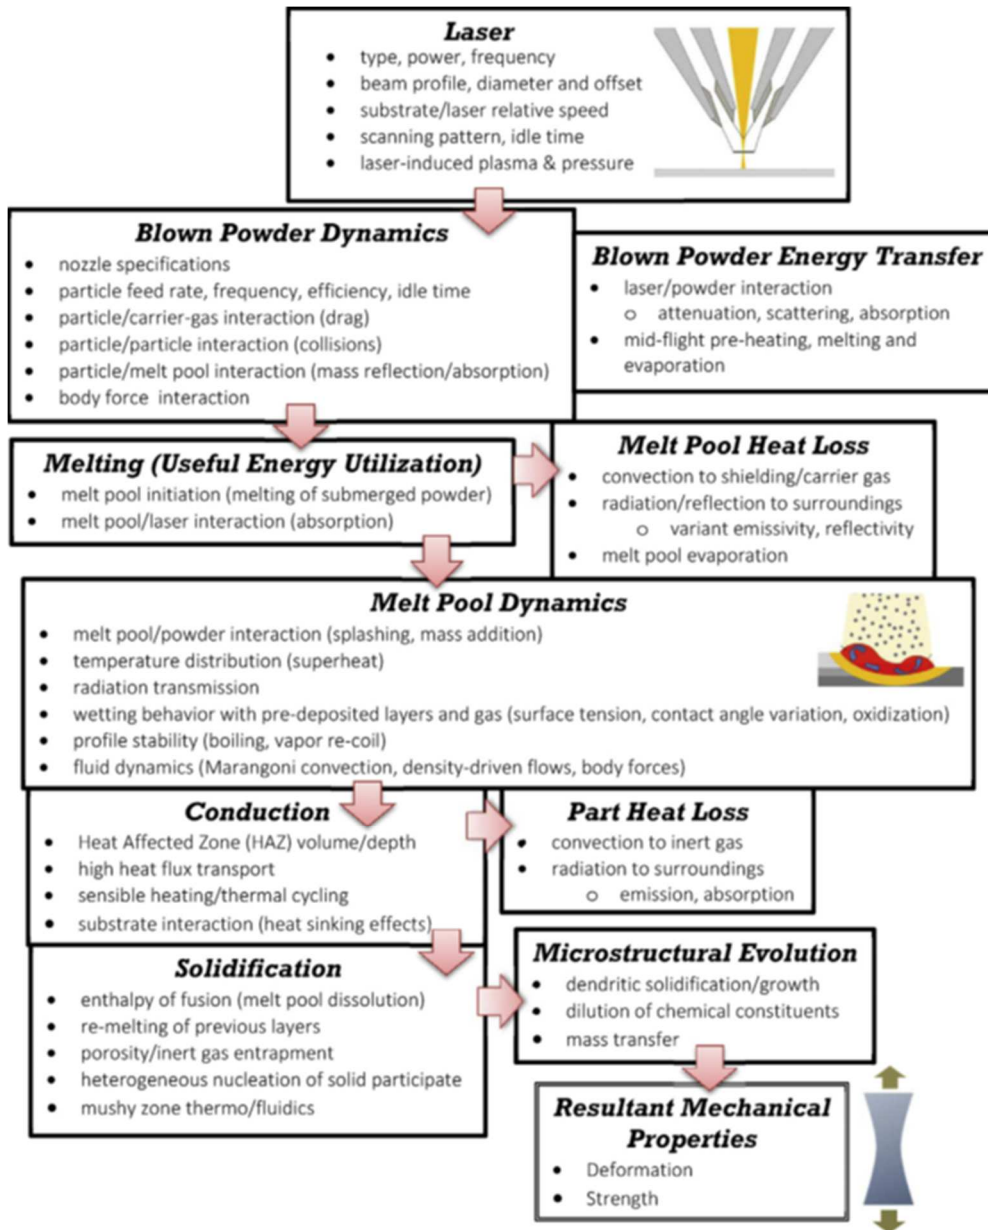 Laser
• type, power, frequency
• beam profile, diameter and offset
• substrate/laser relative speed
• scanning pattern, idle time
• laser-induced plasma & pressure
Blown Powder Dynamics
• nozzle specifications
• particle feed rate, frequency, efficiency, idle time
• particle/carrier-gas interaction (drag)
• particle/particle interaction (collisions)
• particle/melt pool interaction (mass reflection/absorption)
• body force interaction
Blown Powder Energy Transfer
• laser/powder interaction
o attenuation, scattering, absorption
• mid-flight pre-heating, melting and
evaporation
Melting (Useful Energy Utilization)
• melt pool initiation (melting of submerged powder)
• melt pool/laser interaction (absorption)
Melt Pool Heat Loss
• convection to shielding/carrier gas
• radiation/reflection to surroundings
o variant emissivity, reflectivity
• melt pool evaporation
Melt Pool Dynamics
• melt pool/powder interaction (splashing, mass addition)
• temperature distribution (superheat)
• radiation transmission
• wetting behavior with pre-deposited layers and gas (surface tension, contact angle variation, oxidization)
• profile stability (boiling, vapor re-coil)
• fluid dynamics (Marangoni convection, density-driven flows, body forces)
Conduction
• Heat Affected Zone (HAZ) volume/depth
• high heat flux transport
• sensible heating/thermal cycling
• substrate interaction (heat sinking effects)
Part Heat Loss
• convection to inert gas
• radiation to surroundings
o emission, absorption
Solidification
• enthalpy of fusion (melt pool dissolution)
• re-melting of previous layers
• porosity/inert gas entrapment
• heterogeneous nucleation of solid participate
• mushy zone thermo/fluidics
Microstructural Evolution
• dendritic solidification/growth
• dilution of chemical constituents
• mass transfer
Resultant Mechanical
Properties
• Deformation
• Strength